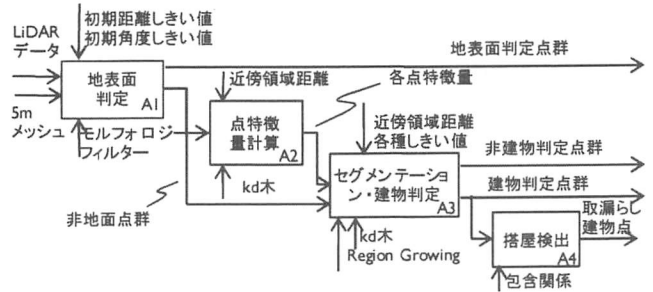 LiDAR
データ
初期距離しきい値
初期角度しきい値
5m
メッシュ
地表面
判定
A1
モルフォロジ
フィルター
地表面判定点群
近傍領域距離
各点特徴量
点特徴
量計算
A2
kd木
非地面点群
近傍領域距離
各種しきい値
セグメンテーショ
ン・建物判定
A3
kd木
Region Growing
非建物判定点群
建物判定点群
搭屋検出
A4
取漏らし
建物点
包含関係